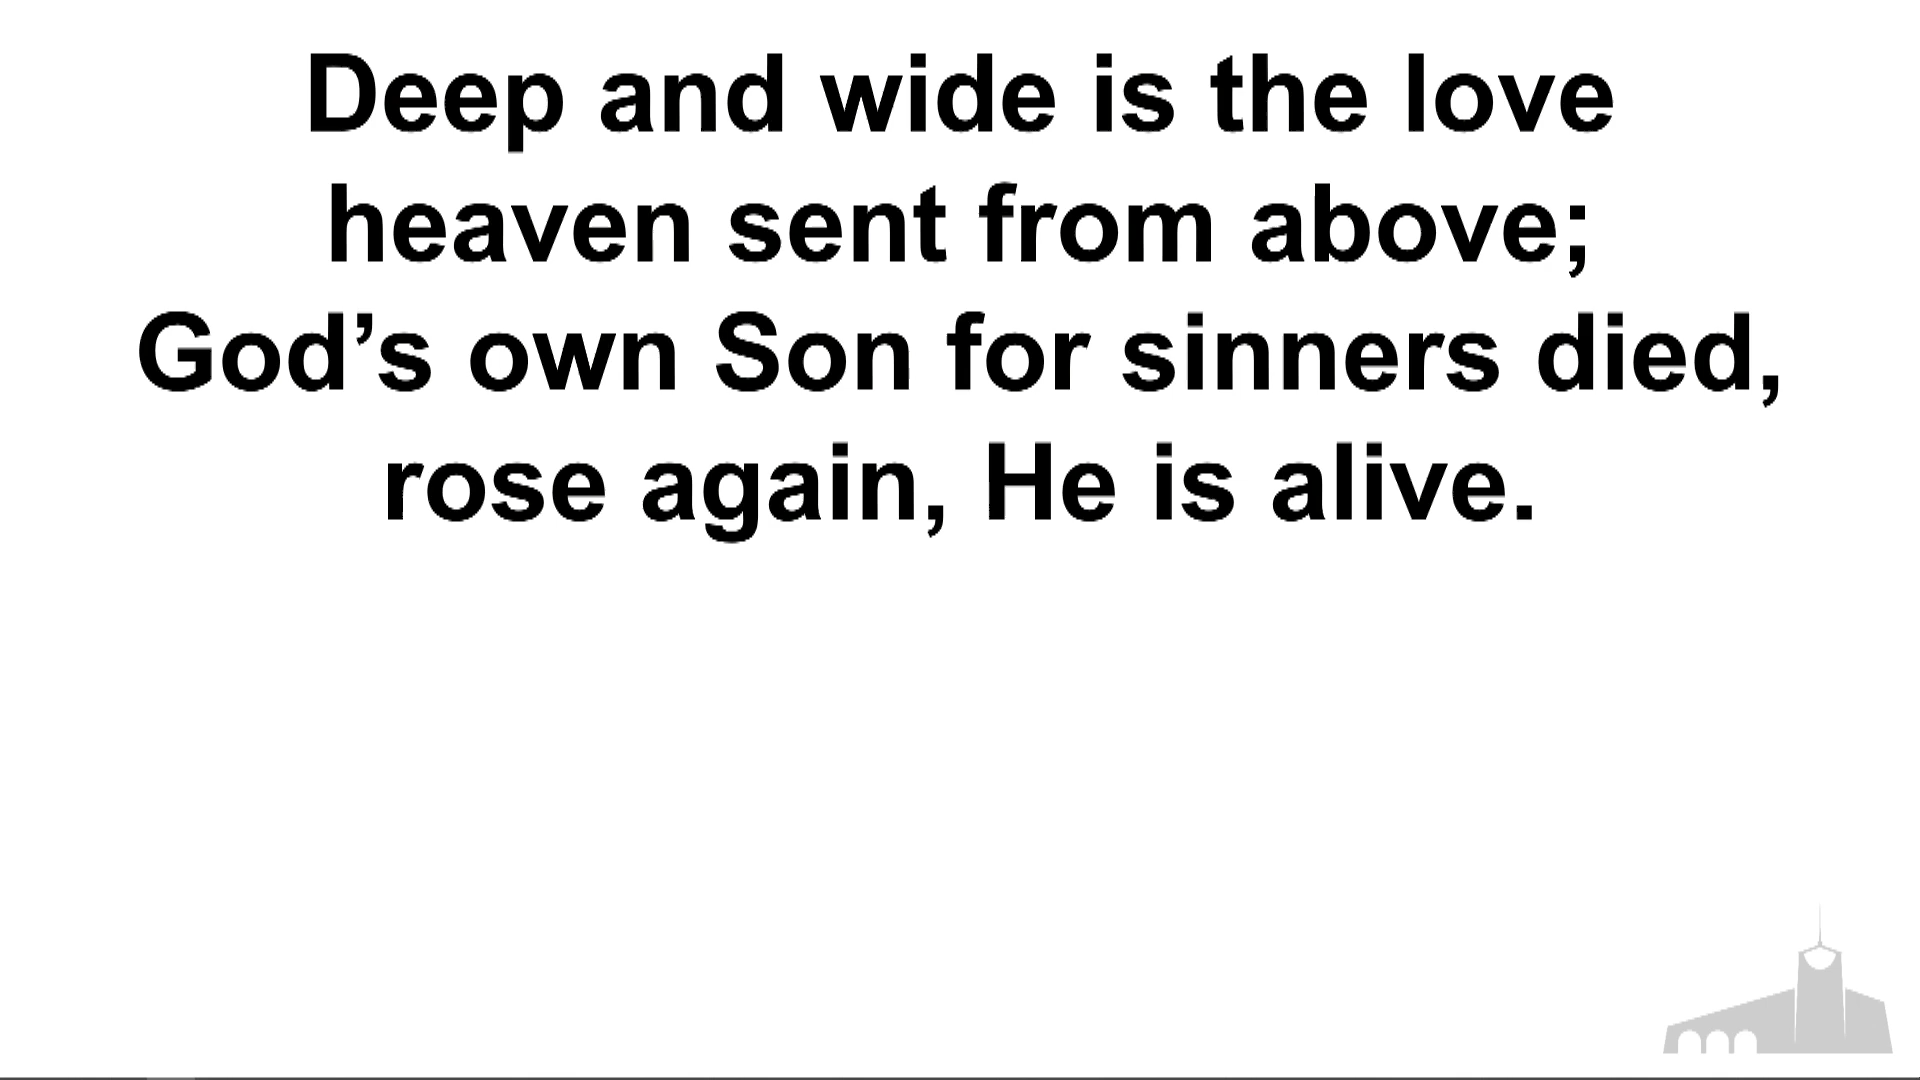 Deep and wide is the love
heaven sent from above;
God’s own Son for sinners died,
rose again, He is alive.